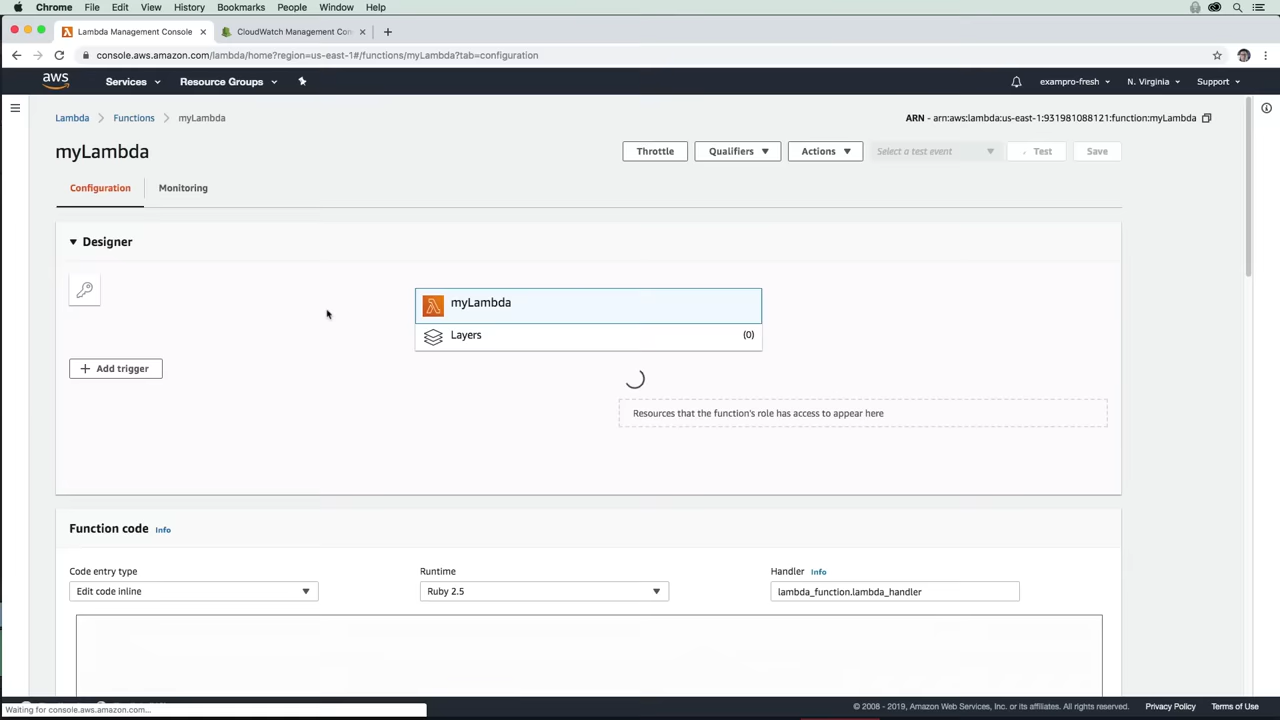 Chrome File Edit View History Bookmarks People Window Help
Lambda Management Console
CloudWatch Management Con
console.aws.amazon.com/lambda/home?region=us-east-1#/functions/myLambda?tab=configuration
aws Services Resource Groups exampro-fresh N. Virginia Support
Lambda Functions myLambda
ARN - arn:aws:lambda:us-east-1:931981088121:function:myLambda
myLambda
Throttle Qualifiers Actions Select a test event Test Save
Configuration Monitoring
Designer
myLambda
Layers (0)
+ Add trigger
Resources that the function's role has access to appear here
Function code Info
Code entry type Runtime Handler Info
Edit code inline Ruby 2.5 lambda_function.lambda_handler
Waiting for console.aws.amazon.com...
© 2008 - 2019, Amazon Web Services, Inc. or its affiliates. All rights reserved. Privacy Policy Terms of Use